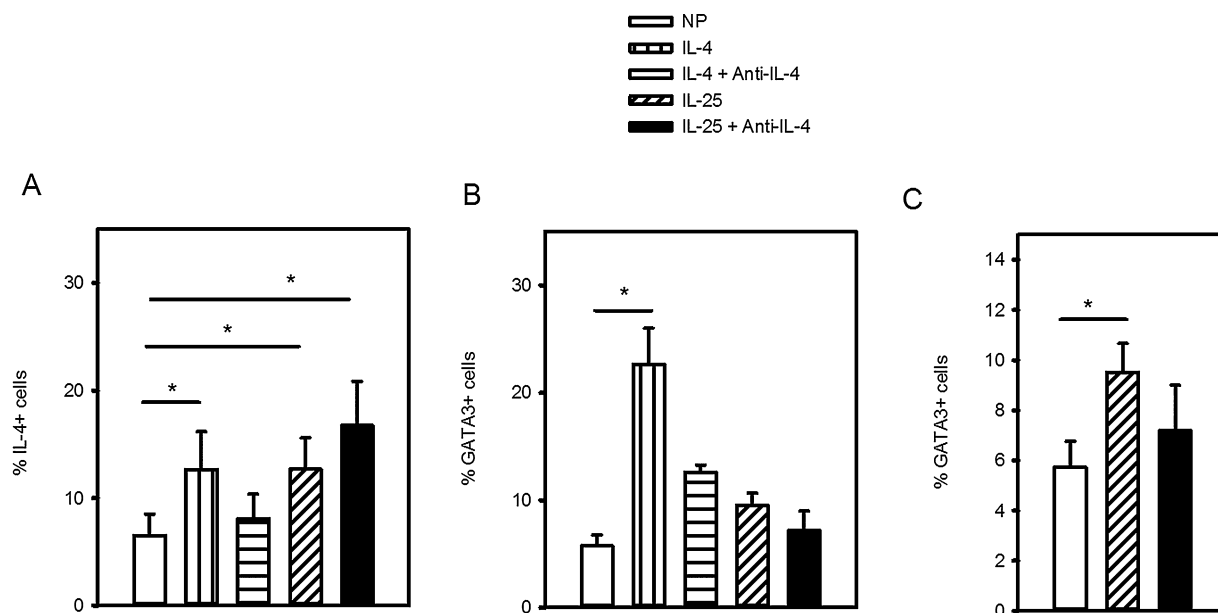 NP
IL-4
IL-4 + Anti-IL-4
IL-25
IL-25 + Anti-IL-4
A
% IL-4+ cells
30
20
10
0
*
*
*
B
% GATA3+ cells
30
20
10
0
*
C
% GATA3+ cells
14
12
10
8
6
4
2
0
*